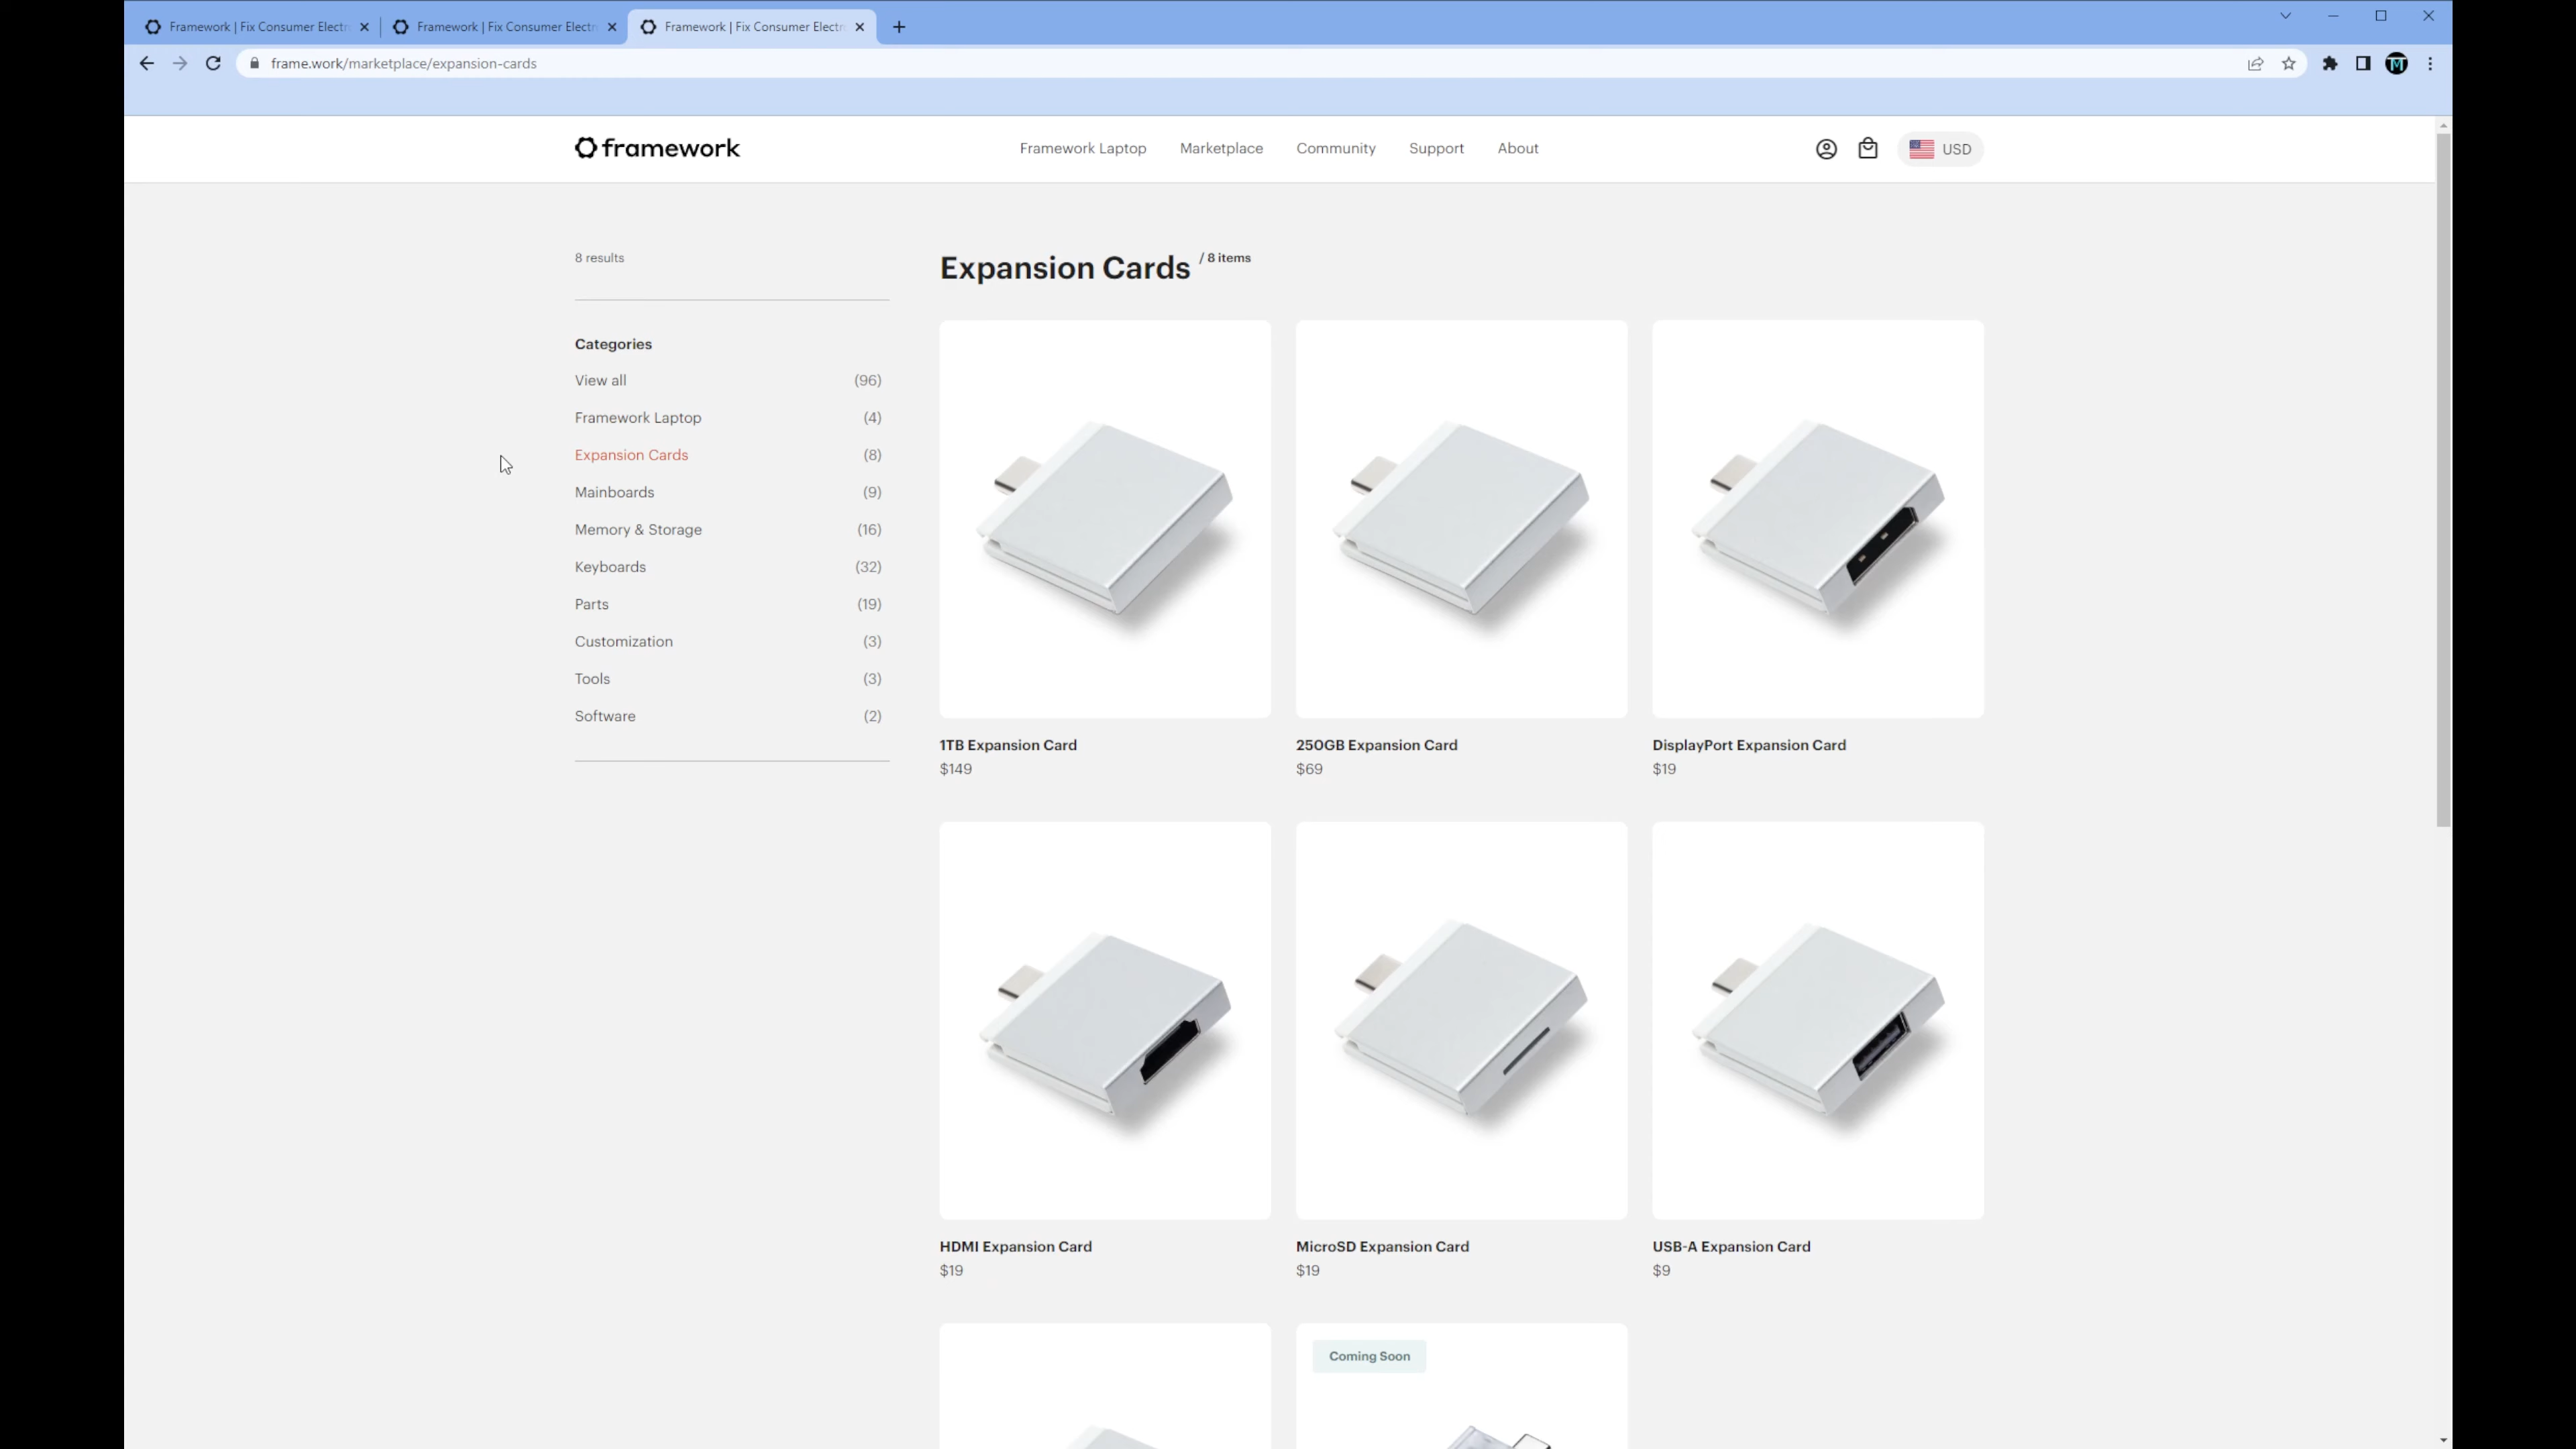 Framework | Fix Consumer Electr
Framework | Fix Consumer Electr
Framework | Fix Consumer Electr
frame.work/marketplace/expansion-cards
framework
Framework Laptop
Marketplace
Community
Support
About
USD
8 results
Categories
View all (96)
Framework Laptop (4)
Expansion Cards (8)
Mainboards (9)
Memory & Storage (16)
Keyboards (32)
Parts (19)
Customization (3)
Tools (3)
Software (2)
Expansion Cards / 8 items
1TB Expansion Card
$149
250GB Expansion Card
$69
DisplayPort Expansion Card
$19
HDMI Expansion Card
$19
MicroSD Expansion Card
$19
USB-A Expansion Card
$9
Coming Soon